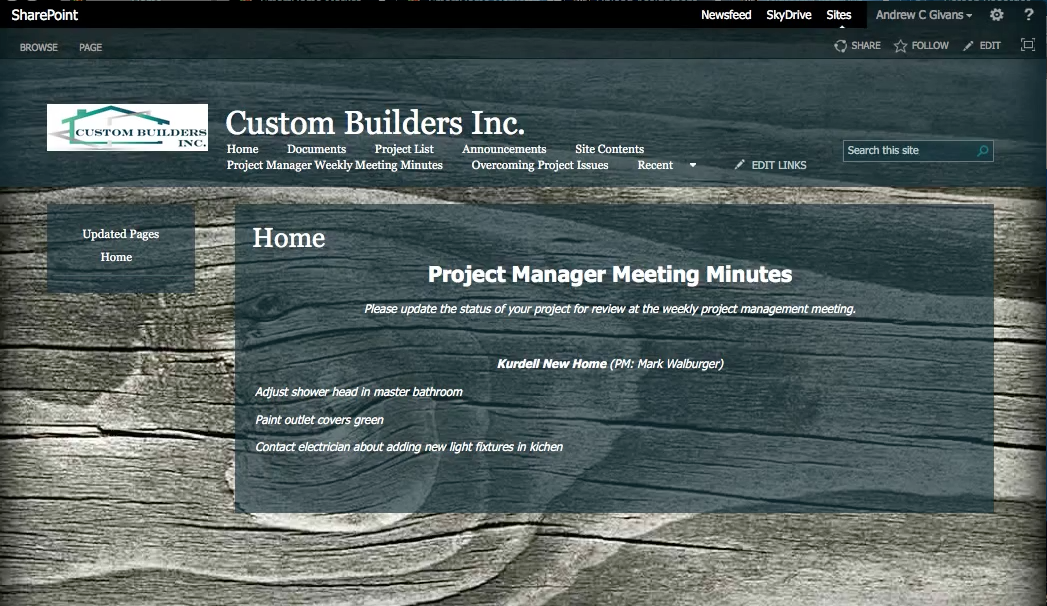 SharePoint
Newsfeed SkyDrive Sites Andrew C Givans ?
BROWSE PAGE
SHARE FOLLOW EDIT
CUSTOM BUILDERS
INC.
Custom Builders Inc.
Home Documents Project List Announcements Site Contents
Project Manager Weekly Meeting Minutes Overcoming Project Issues Recent EDIT LINKS
Search this site
Updated Pages
Home
Home
Project Manager Meeting Minutes
Please update the status of your project for review at the weekly project management meeting.
Kurdell New Home (PM: Mark Walburger)
Adjust shower head in master bathroom
Paint outlet covers green
Contact electrician about adding new light fixtures in kichen